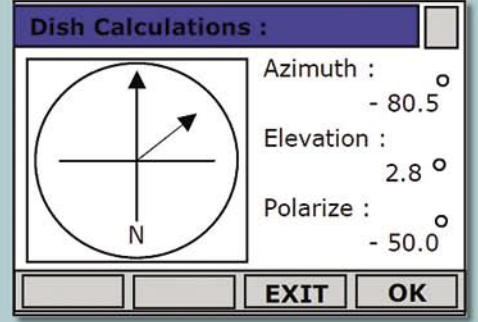 Dish Calculations :
Azimuth :
- 80.5°
Elevation :
2.8 °
Polarize :
- 50.0°
N
EXIT OK